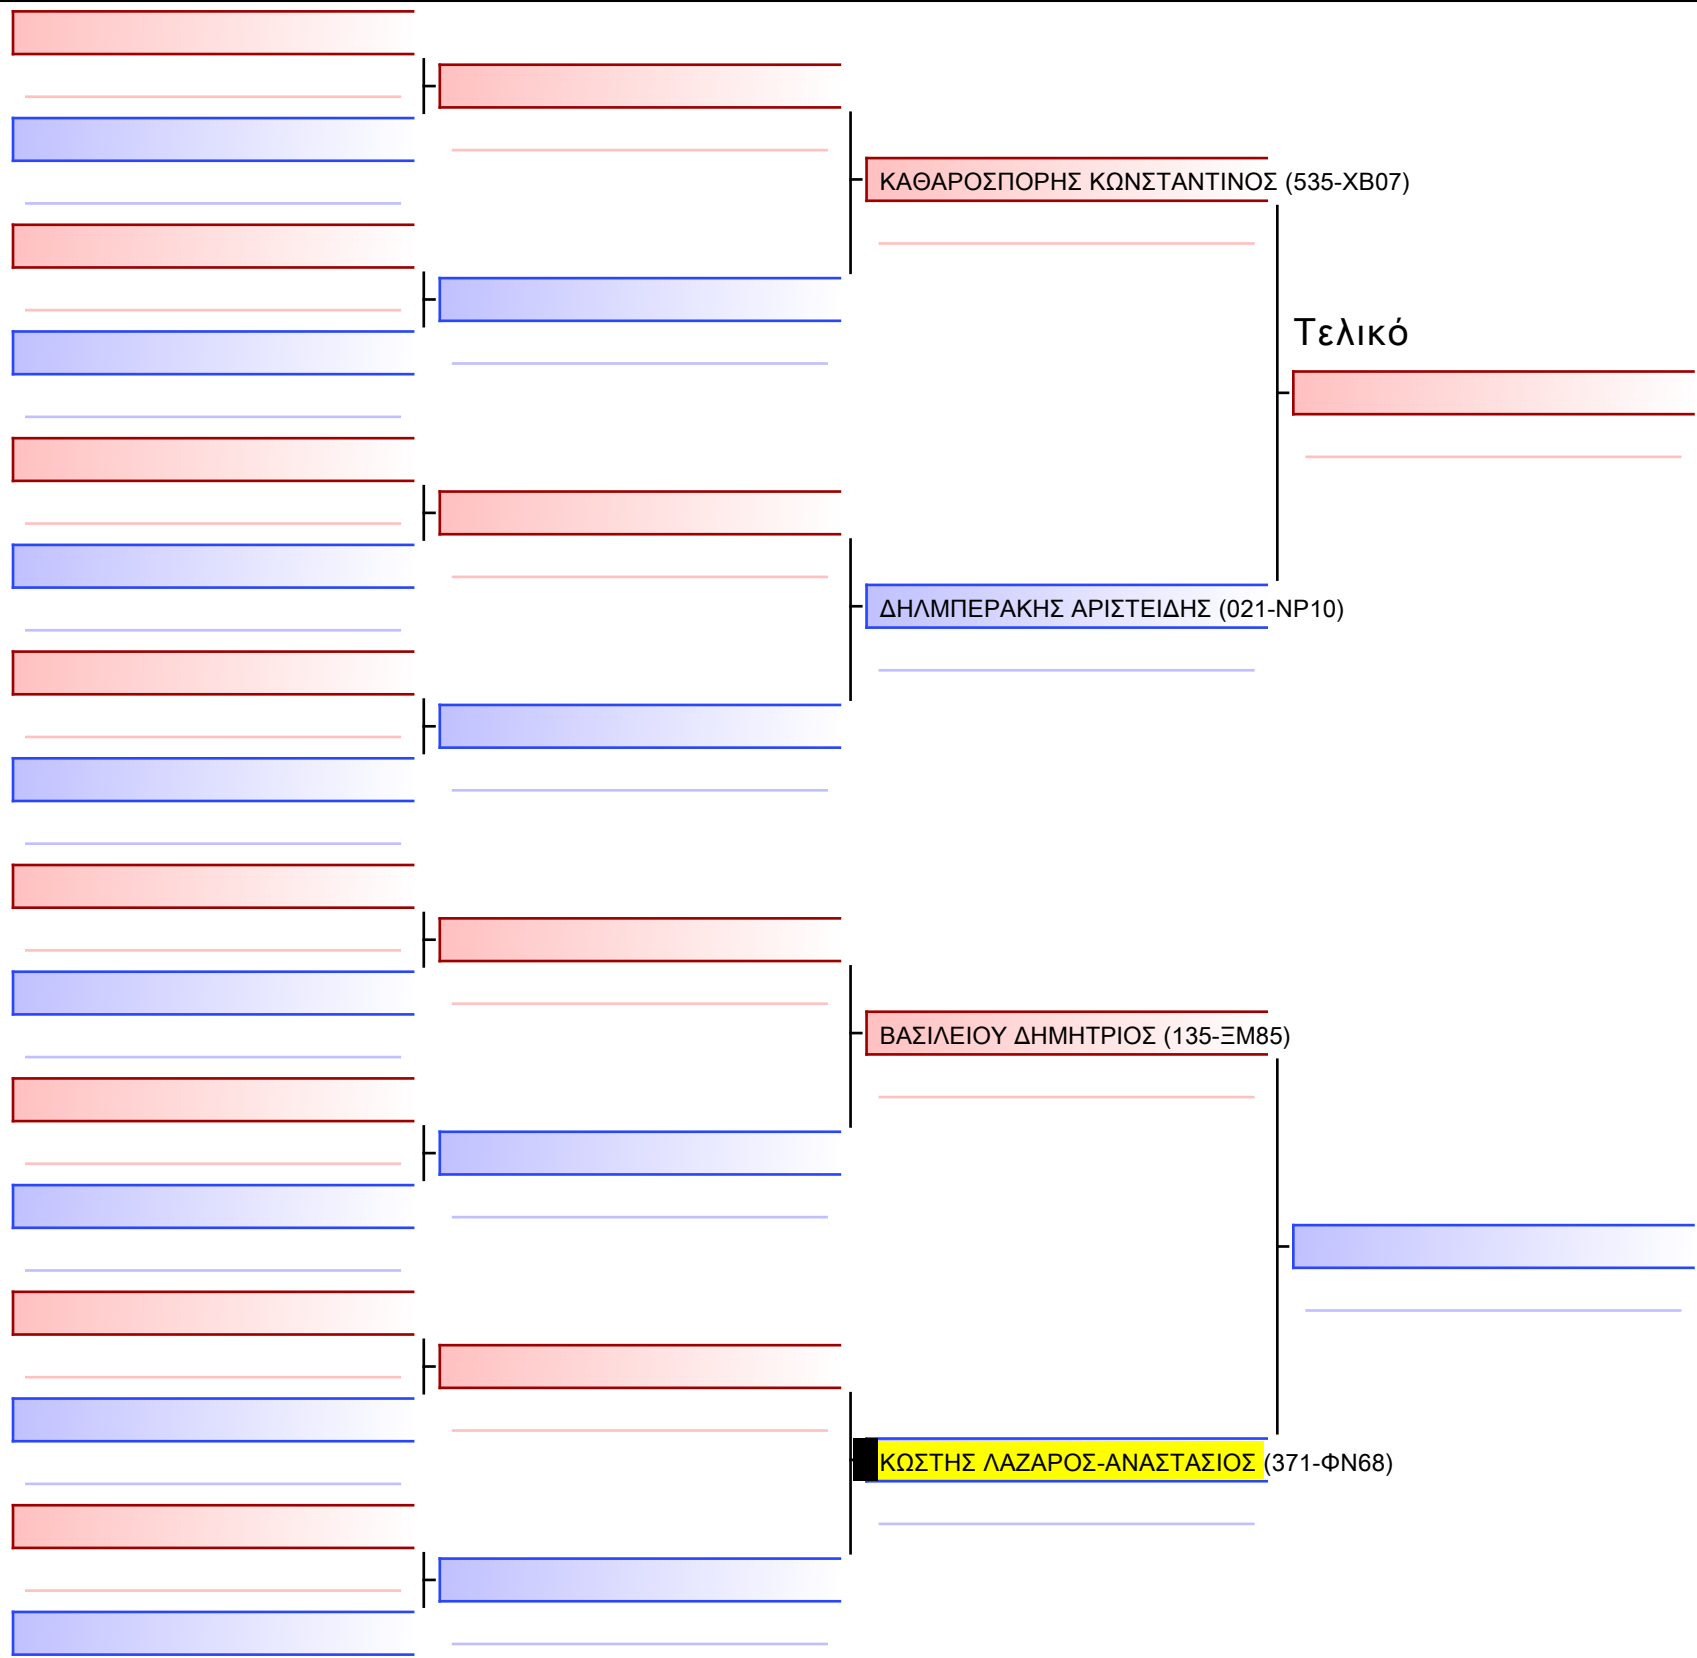 ΚΑΘΑΡΟΣΠΟΡΗΣ ΚΩΝΣΤΑΝΤΙΝΟΣ (535-ΧΒ07)
Τελικό
ΔΗΛΜΠΕΡΑΚΗΣ ΑΡΙΣΤΕΙΔΗΣ (021-ΝΡ10)
ΒΑΣΙΛΕΙΟΥ ΔΗΜΗΤΡΙΟΣ (135-ΞΜ85)
ΚΩΣΤΗΣ ΛΑΖΑΡΟΣ-ΑΝΑΣΤΑΣΙΟΣ (371-ΦΝ68)